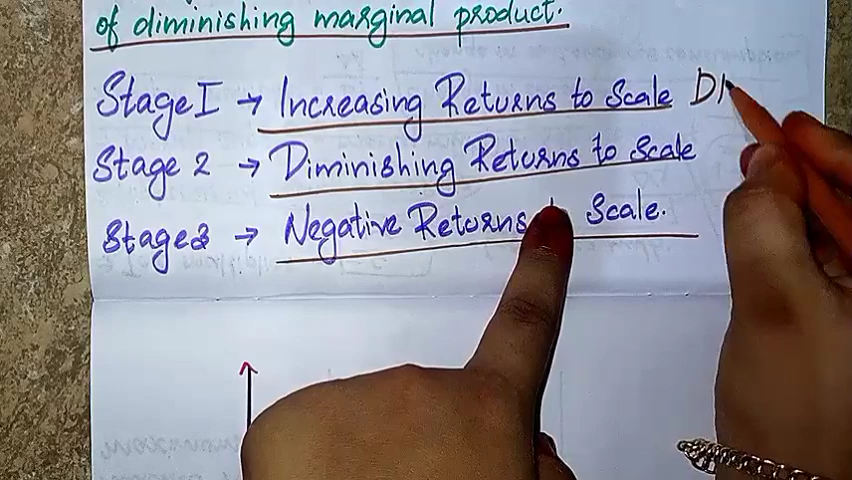 of diminishing marginal product.
Stage I → Increasing Returns to Scale DI
Stage 2 → Diminishing Returns to Scale
Stage 3 → Negative Returns Scale.